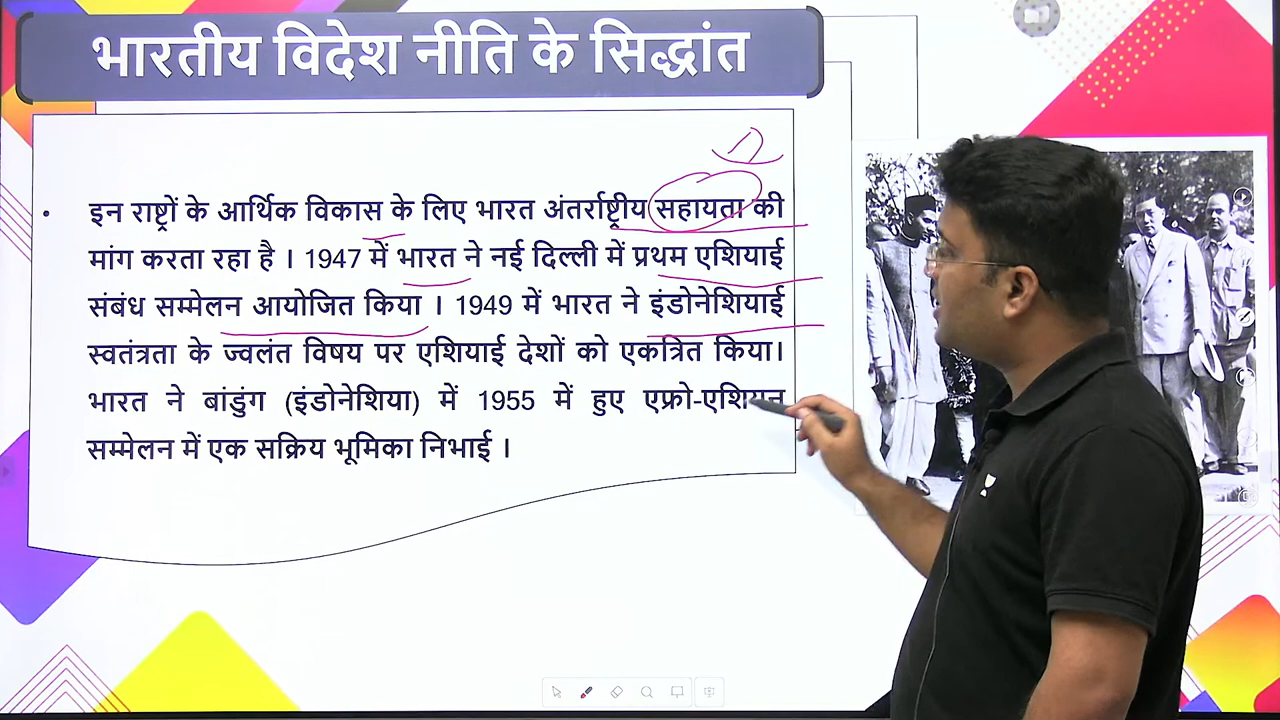 भारतीय विदेश नीति के सिद्धांत
• इन राष्ट्रों के आर्थिक विकास के लिए भारत अंतर्राष्ट्रीय सहायता की
मांग करता रहा है । 1947 में भारत ने नई दिल्ली में प्रथम एशियाई
संबंध सम्मेलन आयोजित किया । 1949 में भारत ने इंडोनेशियाई
स्वतंत्रता के ज्वलंत विषय पर एशियाई देशों को एकत्रित किया।
भारत ने बांडुंग (इंडोनेशिया) में 1955 में हुए एफ्रो-एशियन
सम्मेलन में एक सक्रिय भूमिका निभाई ।